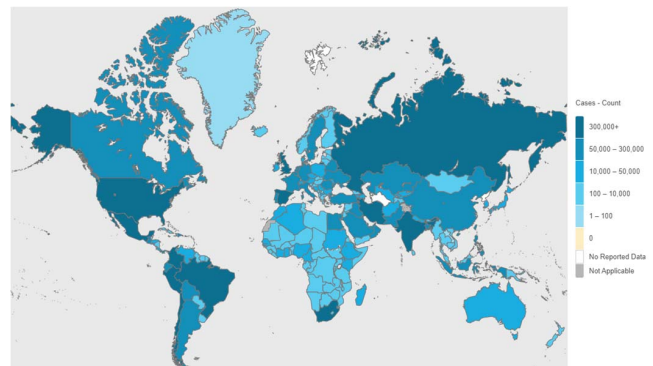 Cases - Count
300,000+
50,000 – 300,000
10,000 – 50,000
100 – 10,000
1 – 100
0
No Reported Data
Not Applicable